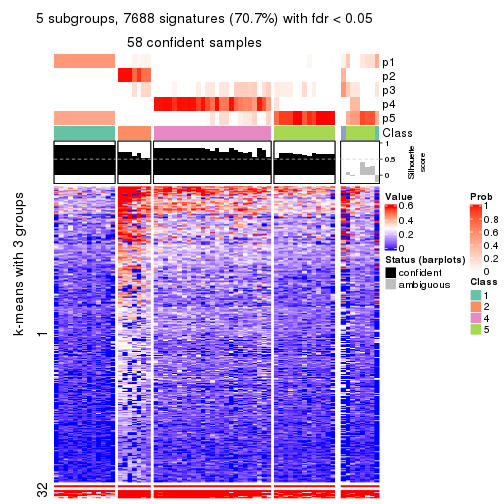 5 subgroups, 7688 signatures (70.7%) with fdr < 0.05
58 confident samples
p1
p2
p3
p4
p5
Class
1
0.5
0
Silhouette
score
k-means with 3 groups
1
32
Value
0.6
0.4
0.2
0
Status (barplots)
confident
ambiguous
Prob
1
0.8
0.6
0.4
0.2
0
Class
1
2
4
5